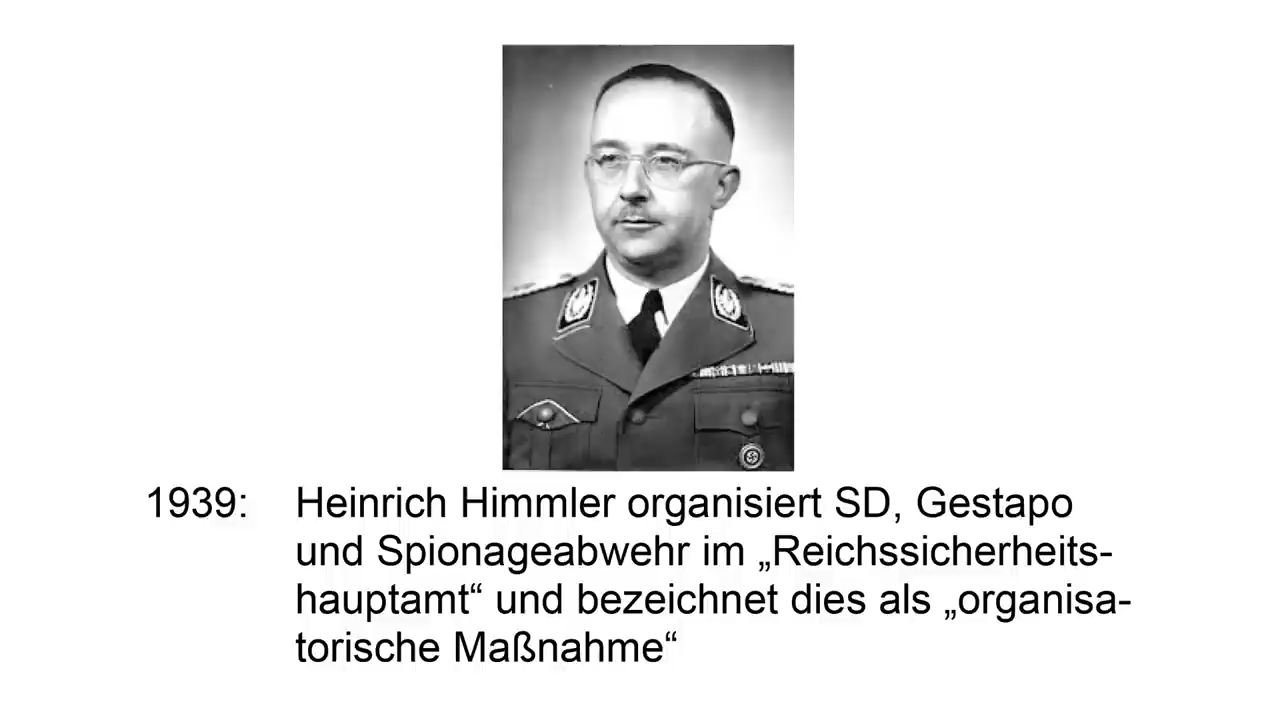 1939: Heinrich Himmler organisiert SD, Gestapo
und Spionageabwehr im „Reichssicherheits-
hauptamt“ und bezeichnet dies als „organisa-
torische Maßnahme“